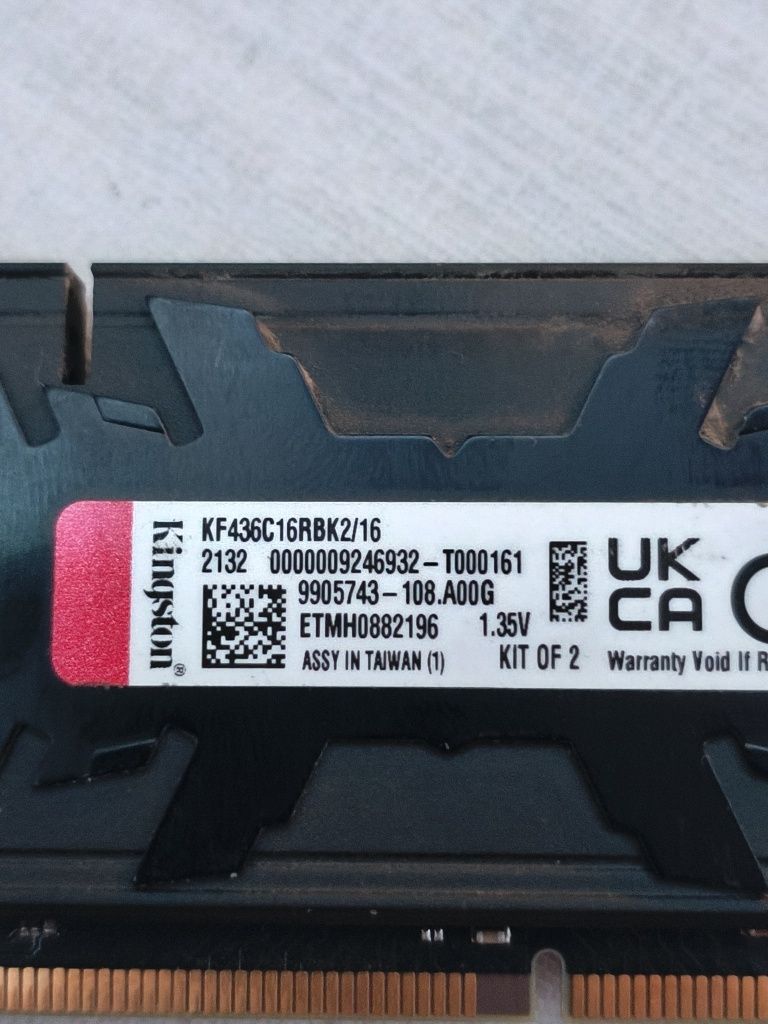 Kingston®
KF436C16RBK2/16
2132 0000009246932-T000161
9905743-108.A00G
ETMH0882196 1.35V
ASSY IN TAIWAN (1) KIT OF 2
UK
CA
Warranty Void If